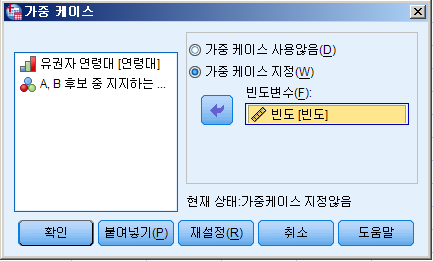 가중 케이스
유권자 연령대 [연령대]
A, B 후보 중 지지하는 ...
가중 케이스 사용않음(D)
가중 케이스 지정(W)
빈도변수(F):
빈도 [빈도]
현재 상태:가중케이스 지정않음
확인 붙여넣기(P) 재설정(R) 취소 도움말